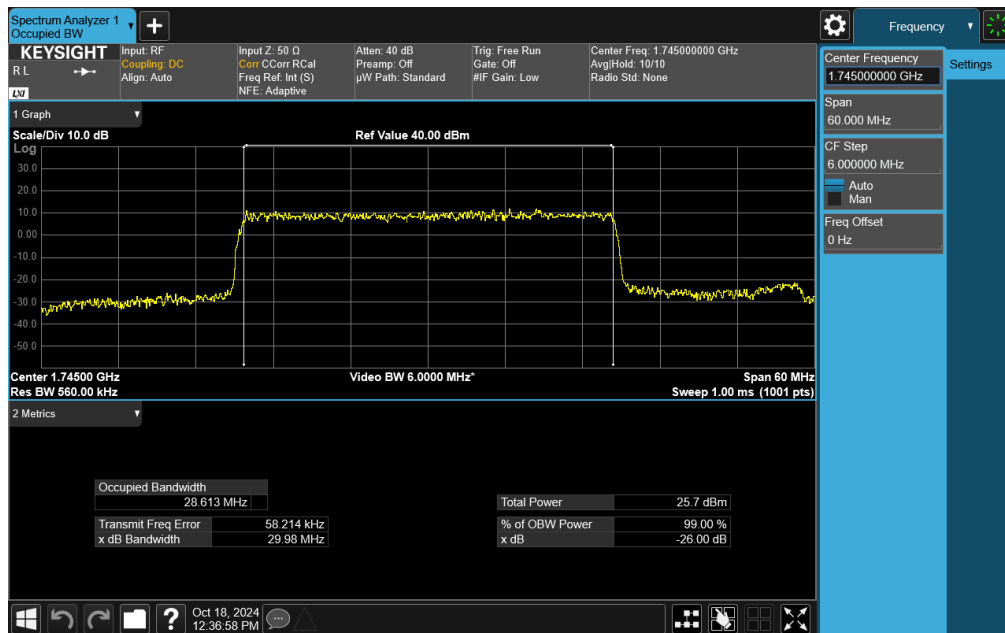 Spectrum Analyzer 1
Occupied BW
Frequency
KEYSIGHT
R L
LXI
Input: RF
Coupling: DC
Align: Auto
Input Z: 50 Ω
Corr CCorr RCal
Freq Ref: Int (S)
NFE: Adaptive
Atten: 40 dB
Preamp: Off
µW Path: Standard
Trig: Free Run
Gate: Off
#IF Gain: Low
Center Freq: 1.745000000 GHz
Avg|Hold: 10/10
Radio Std: None
Center Frequency
1.745000000 GHz
Settings
Span
60.000 MHz
CF Step
6.000000 MHz
Auto
Man
Freq Offset
0 Hz
1 Graph
Scale/Div 10.0 dB
Ref Value 40.00 dBm
Log
30.0
20.0
10.0
0.00
-10.0
-20.0
-30.0
-40.0
-50.0
Center 1.74500 GHz
Video BW 6.0000 MHz*
Span 60 MHz
Res BW 560.00 kHz
Sweep 1.00 ms (1001 pts)
2 Metrics
Occupied Bandwidth
28.613 MHz
Total Power 25.7 dBm
Transmit Freq Error 58.214 kHz
% of OBW Power 99.00 %
x dB Bandwidth 29.98 MHz
x dB -26.00 dB
Oct 18, 2024
12:36:58 PM